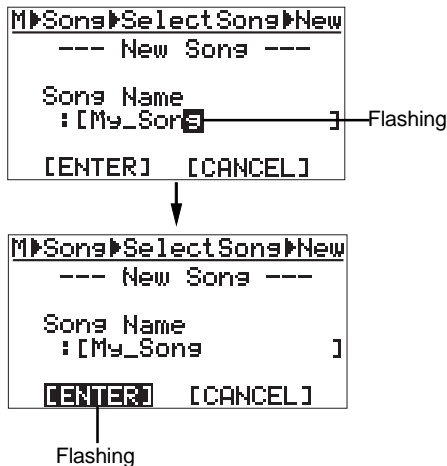 M▶Song▶SelectSong▶New
--- New Song ---
Song Name
:[My_Song ]
Flashing
[ENTER] [CANCEL]
M▶Song▶SelectSong▶New
--- New Song ---
Song Name
:[My_Song ]
[ENTER] [CANCEL]
Flashing